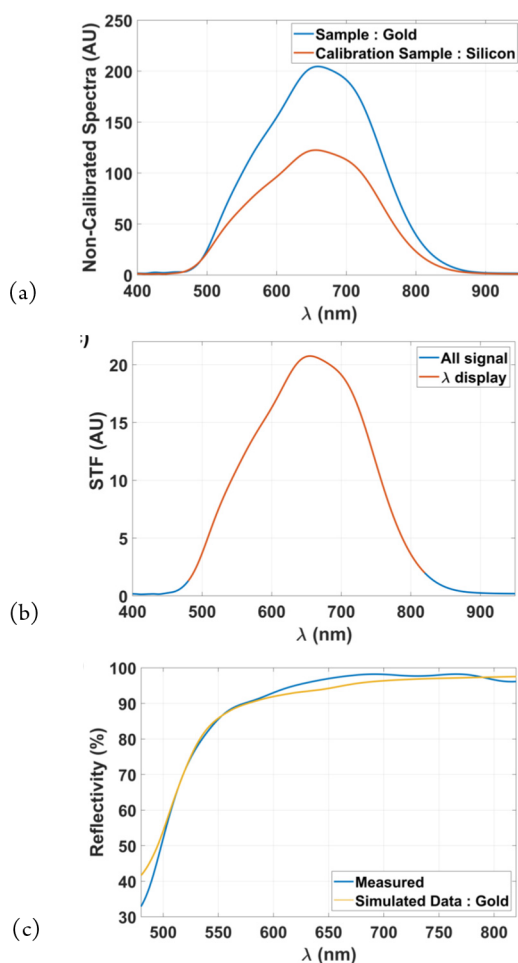 250
200
150
100
50
0
Non-Calibrated Spectra (AU)
Sample : Gold
Calibration Sample : Silicon
400 500 600 700 800 900
λ (nm)
(a)
20
15
10
5
0
STF (AU)
All signal
λ display
400 500 600 700 800 900
λ (nm)
(b)
100
90
80
70
60
50
40
30
Reflectivity (%)
Measured
Simulated Data : Gold
500 550 600 650 700 750 800
λ (nm)
(c)